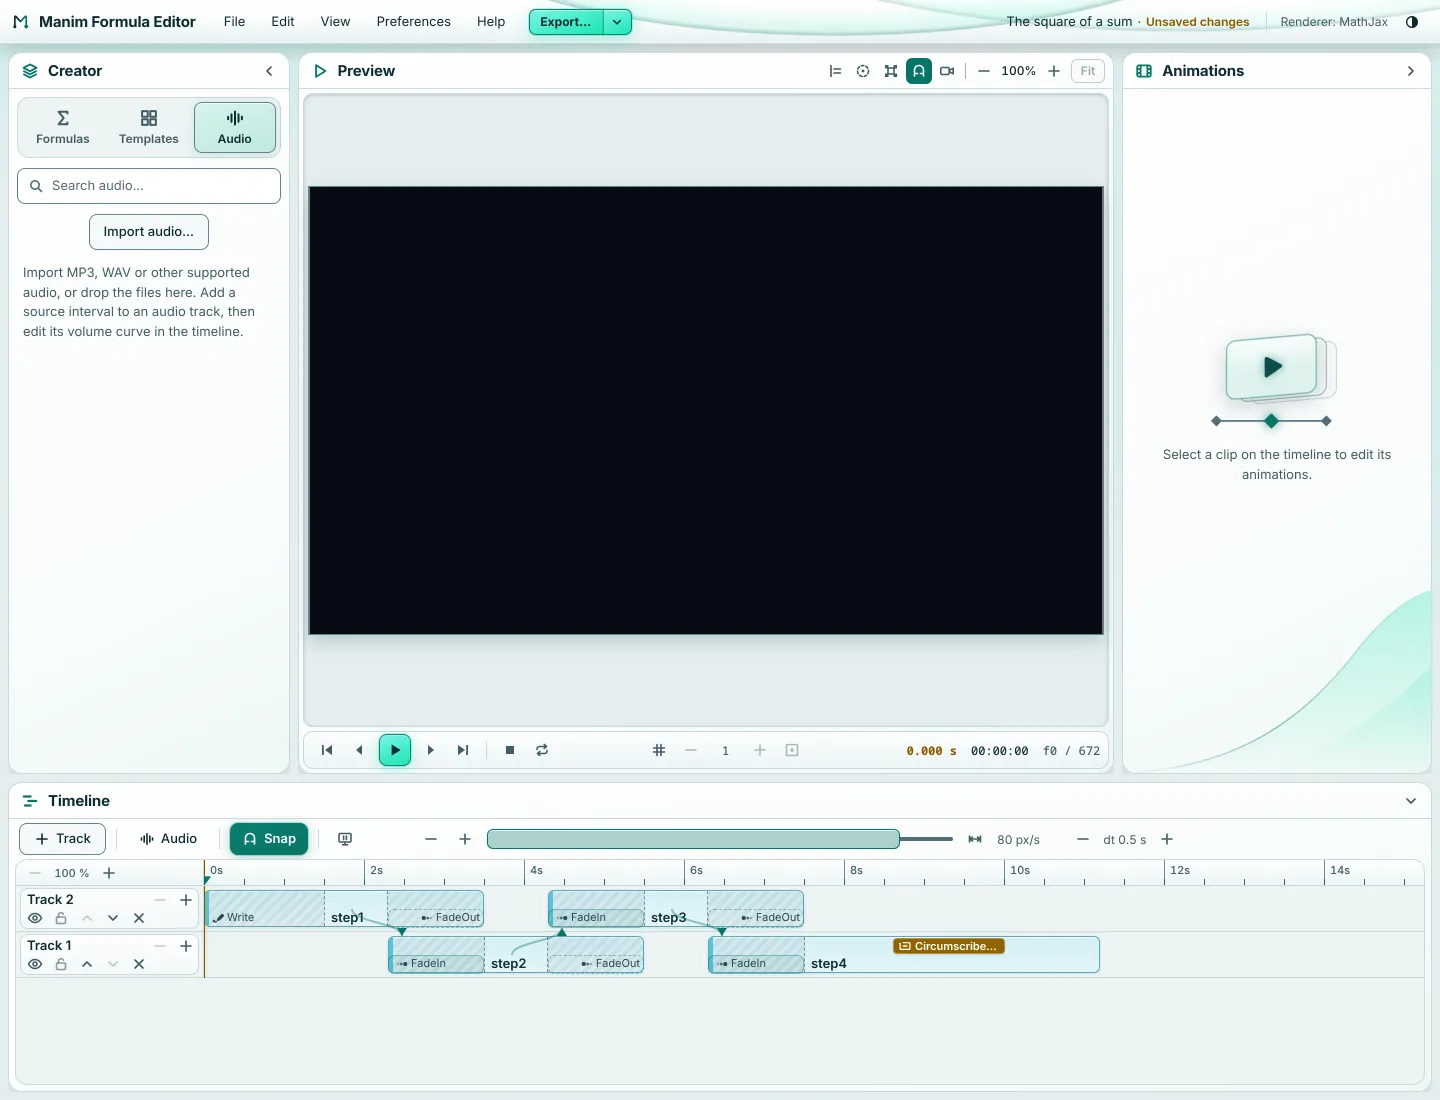 Manim Formula Editor File Edit View Preferences Help Export... The square of a sum · Unsaved changes Renderer: MathJax
Creator
Formulas Templates Audio
Search audio...
Import audio...
Import MP3, WAV or other supported
audio, or drop the files here. Add a
source interval to an audio track, then
edit its volume curve in the timeline.
Preview 100% Fit
1 0.000 s 00:00:00 f0 / 672
Animations
Select a clip on the timeline to edit its
animations.
Timeline
Track Audio Snap 80 px/s dt 0.5 s
100 % 0s 2s 4s 6s 8s 10s 12s 14s
Track 2
Write step1 FadeOut FadeIn step3 FadeOut
Track 1 Circumscribe...
FadeIn step2 FadeOut FadeIn step4